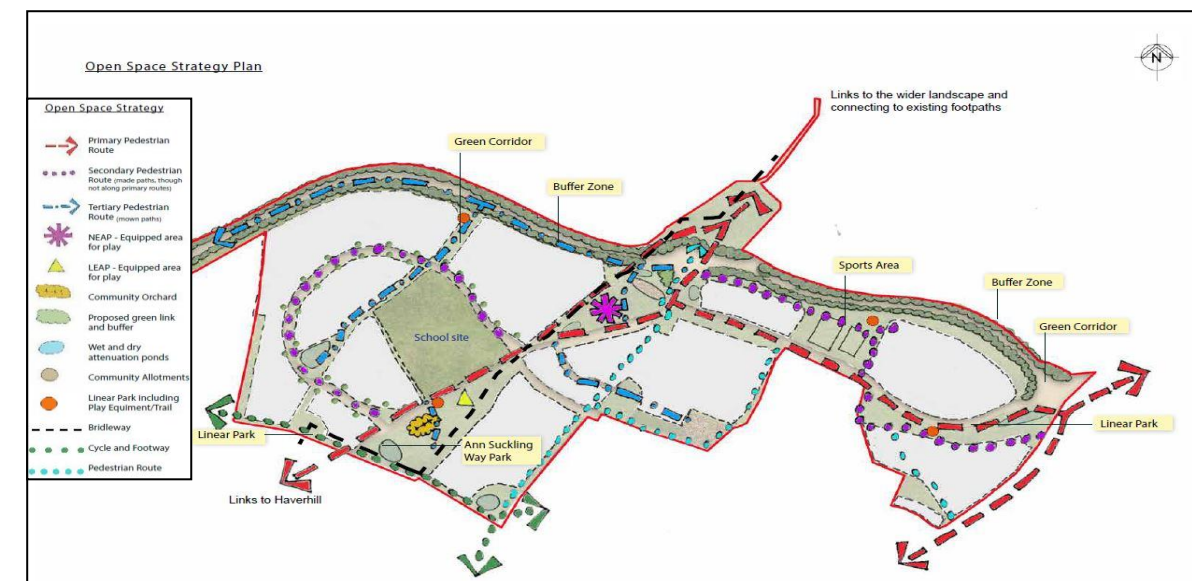 Open Space Strategy Plan
N
Open Space Strategy
Primary Pedestrian
Route
Secondary Pedestrian
Route (made paths, though
not along primary routes)
Tertiary Pedestrian
Route (mown paths)
NEAP - Equipped area
for play
LEAP - Equipped area
for play
Community Orchard
Proposed green link
and buffer
Wet and dry
attenuation ponds
Community Allotments
Linear Park Including
Play Equiment/Trail
Bridleway
Cycle and Footway
Pedestrian Route
Links to the wider landscape and
connecting to existing footpaths
Green Corridor
Buffer Zone
Sports Area
Buffer Zone
Green Corridor
School site
Linear Park
Ann Suckling
Way Park
Linear Park
Links to Haverhill